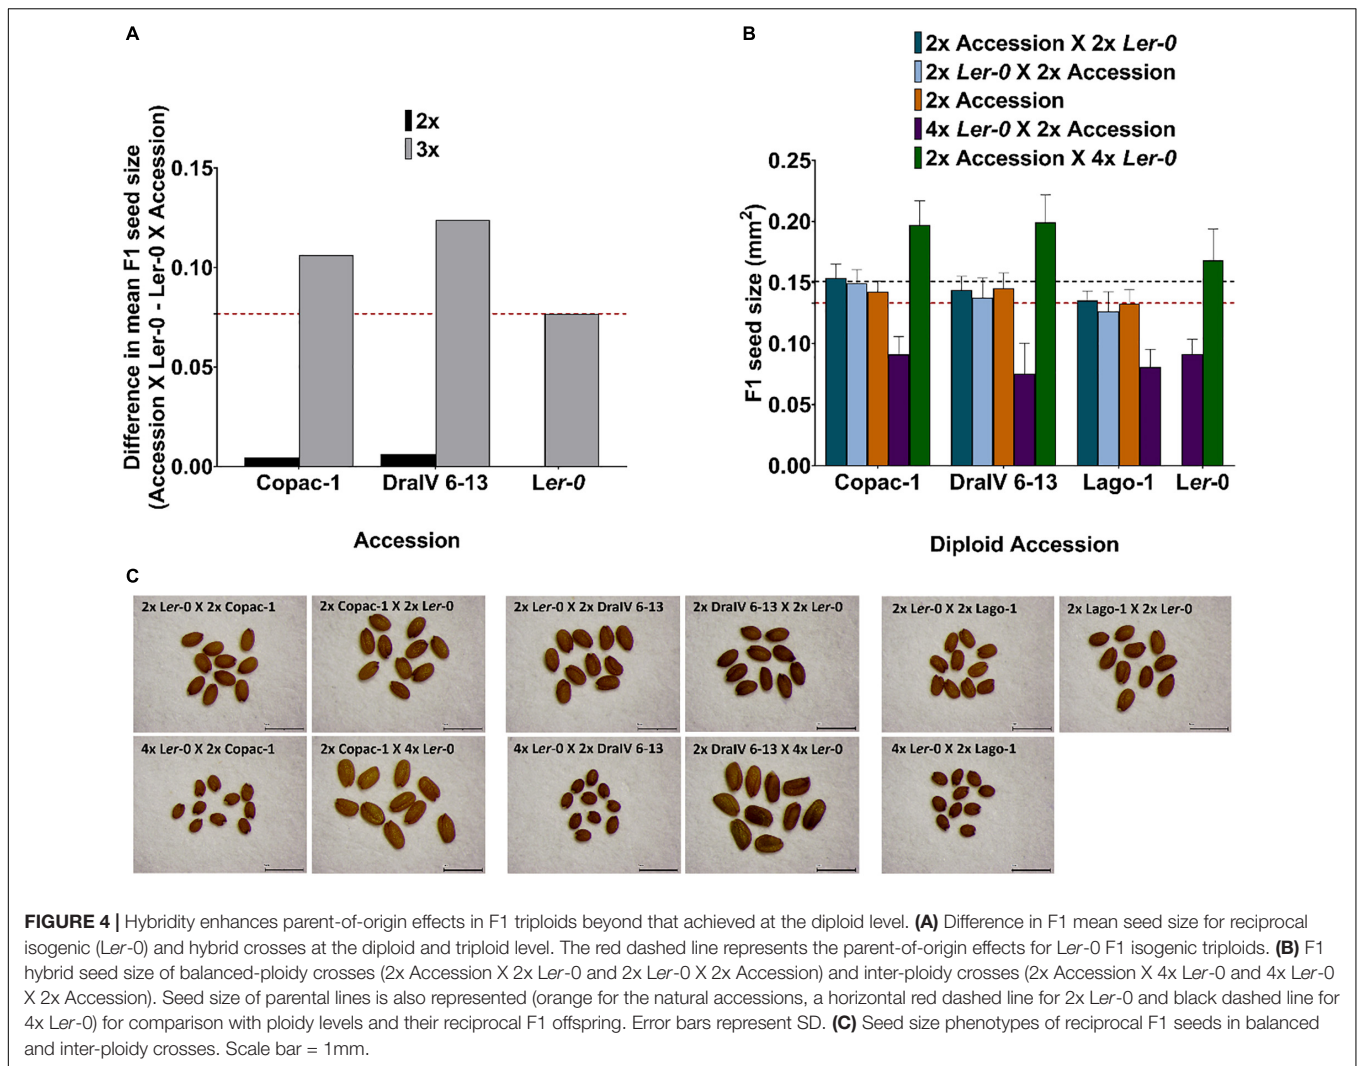 A
2x
3x
Difference in mean F1 seed size
(Accession X Ler-0 - Ler-0 X Accession)
0.15
0.10
0.05
0.00
Copac-1 DraIV 6-13 Ler-0
Accession
B
2x Accession X 2x Ler-0
2x Ler-0 X 2x Accession
2x Accession
4x Ler-0 X 2x Accession
2x Accession X 4x Ler-0
F1 seed size (mm²)
0.25
0.20
0.15
0.10
0.05
0.00
Copac-1 DraIV 6-13 Lago-1 Ler-0
Diploid Accession
C
2x Ler-0 X 2x Copac-1
2x Copac-1 X 2x Ler-0
2x Ler-0 X 2x DraIV 6-13
2x DraIV 6-13 X 2x Ler-0
2x Ler-0 X 2x Lago-1
2x Lago-1 X 2x Ler-0
4x Ler-0 X 2x Copac-1
2x Copac-1 X 4x Ler-0
4x Ler-0 X 2x DraIV 6-13
2x DraIV 6-13 X 4x Ler-0
4x Ler-0 X 2x Lago-1
FIGURE 4 | Hybridity enhances parent-of-origin effects in F1 triploids beyond that achieved at the diploid level. (A) Difference in F1 mean seed size for reciprocal
isogenic (Ler-0) and hybrid crosses at the diploid and triploid level. The red dashed line represents the parent-of-origin effects for Ler-0 F1 isogenic triploids. (B) F1
hybrid seed size of balanced-ploidy crosses (2x Accession X 2x Ler-0 and 2x Ler-0 X 2x Accession) and inter-ploidy crosses (2x Accession X 4x Ler-0 and 4x Ler-0
X 2x Accession). Seed size of parental lines is also represented (orange for the natural accessions, a horizontal red dashed line for 2x Ler-0 and black dashed line for
4x Ler-0) for comparison with ploidy levels and their reciprocal F1 offspring. Error bars represent SD. (C) Seed size phenotypes of reciprocal F1 seeds in balanced
and inter-ploidy crosses. Scale bar = 1mm.